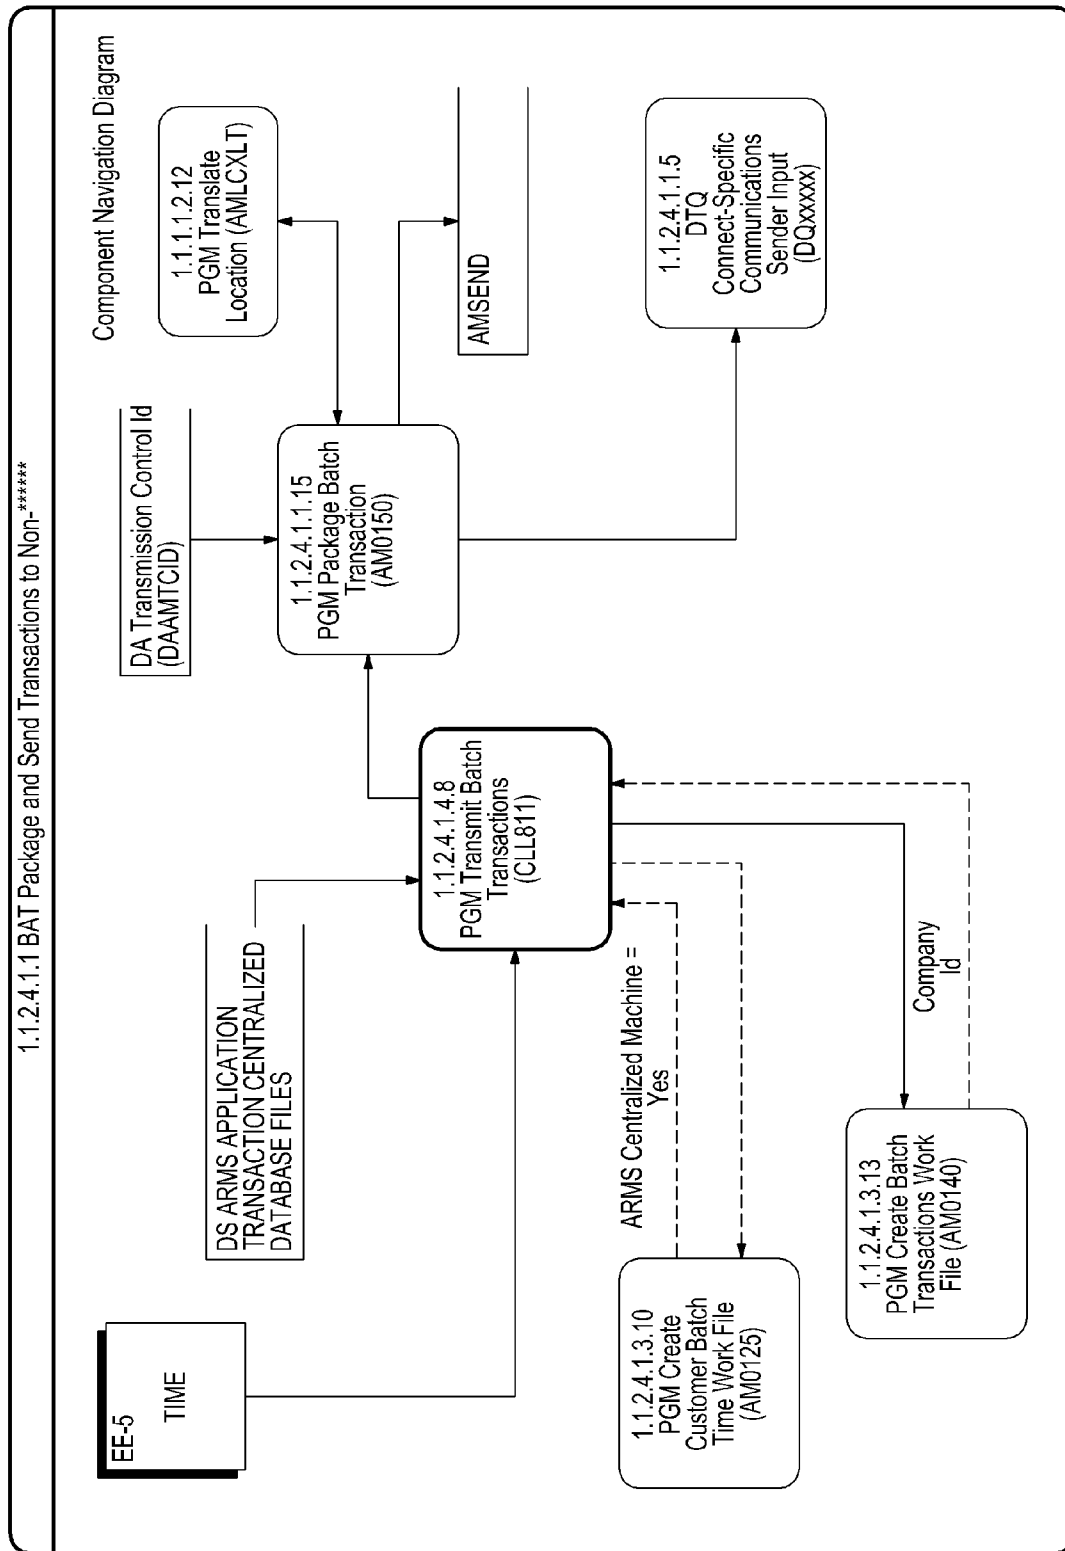 1.1.2.4.1.1 BAT Package and Send Transactions to Non-******
Component Navigation Diagram
EE-5
TIME
DS ARMS APPLICATION
TRANSACTION CENTRALIZED
DATABASE FILES
DA Transmission Control Id
(DAAMTCID)
1.1.1.1.2.12
PGM Translate
Location (AMLCXLT)
1.1.2.4.1.1.15
PGM Package Batch
Transaction
(AM0150)
AMSEND
1.1.2.4.1.4.8
PGM Transmit Batch
Transactions
(CLL811)
1.1.2.4.1.1.5
DTQ
Connect-Specific
Communications
Sender Input
(DQxxxxx)
ARMS Centralized Machine =
Yes
1.1.2.4.1.3.10
PGM Create
Customer Batch
Time Work File
(AM0125)
Company
Id
1.1.2.4.1.3.13
PGM Create Batch
Transactions Work
File (AM0140)